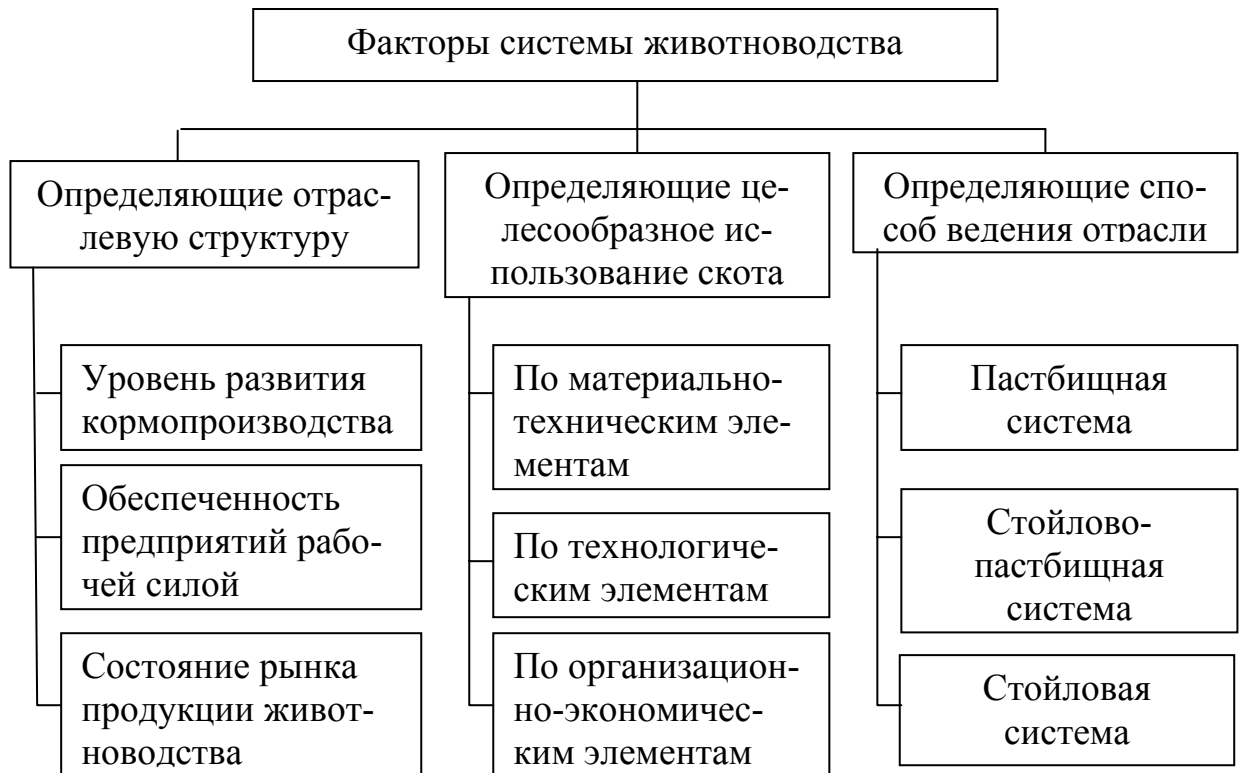 Факторы системы животноводства
Определяющие отрас-
левую структуру
Определяющие це-
лесообразное ис-
пользование скота
Определяющие спо-
соб ведения отрасли
Уровень развития
кормопроизводства
Обеспеченность
предприятий рабо-
чей силой
Состояние рынка
продукции живот-
новодства
По материально-
техническим эле-
ментам
По технологиче-
ским элементам
По организацион-
но-экономичес-
ким элементам
Пастбищная
система
Стойлово-
пастбищная
система
Стойловая
система